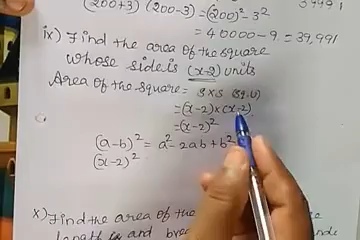 (200+3) (200-3) = (200)² - 3²
= 40000-9 = 39,991
ix) Find the area of the square
whose side is (x-2) units
Area of the square = s×s (sq.u)
= (x-2)×(x-2)
= (x-2)²
(a-b)² = a²- 2ab + b²
(x-2)² =
x) Find the area of the
length is and